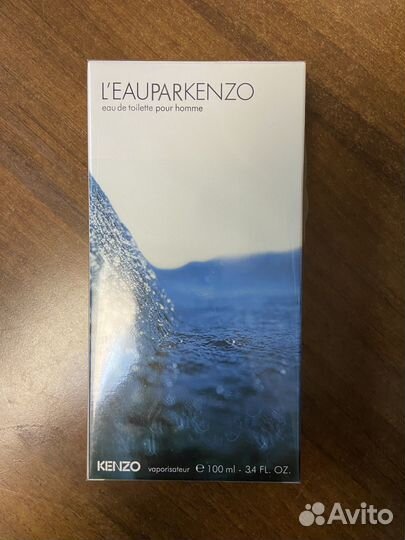 L'EAUPARKENZO
eau de toilette pour homme
KENZO vaporisateur ℮ 100 ml - 3.4 FL. OZ.
Avito